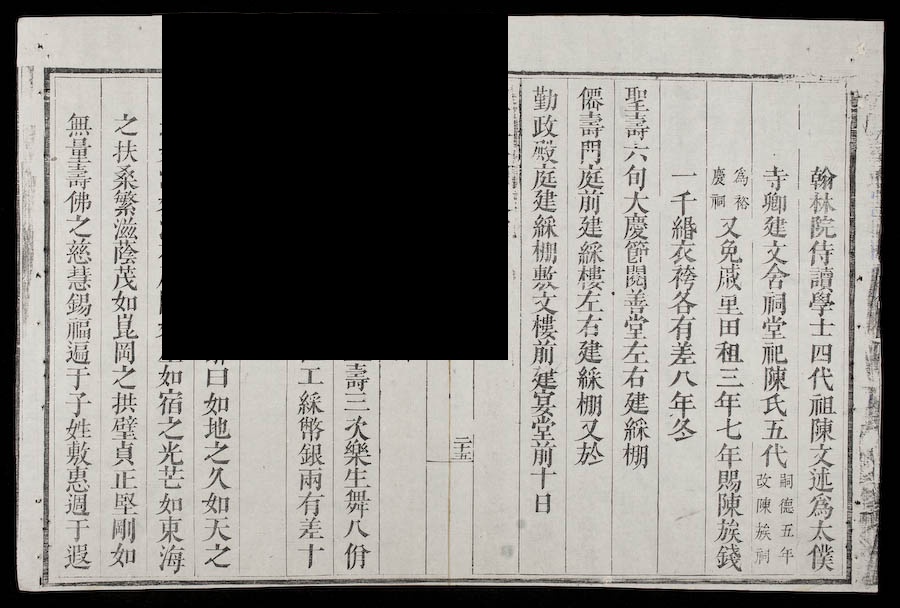 翰林院侍讀學士四代祖陳文述爲太僕
寺卿建文舍祠堂祀陳氏五代嗣德五年改陳族祠
爲裕慶祠又免戚里田租三年七年賜陳族錢
一千緡衣袴各有差八年冬
聖壽六旬大慶節閱善堂左右建綵棚
僊壽門庭前建綵樓左右建綵棚又於
勤政殿庭建綵棚敷文樓前建宴堂前十日
二十五
壽三次樂生舞八佾
工綵幣銀兩有差十
曰如地之久如天之
如宿之光芒如東海
之扶桑繁滋蔭茂如崑岡之拱璧貞正堅剛如
無量壽佛之慈慧錫福遍于子姓敷惠週于遐